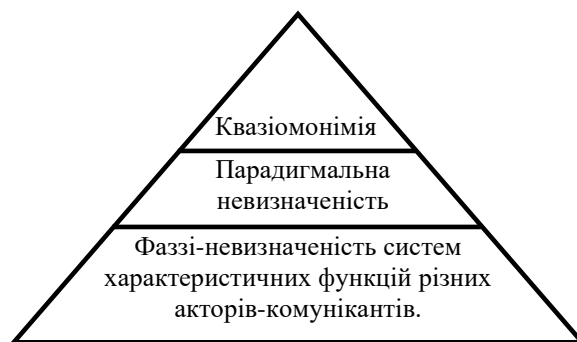 Квазіомонімія
Парадигмальна
невизначеність
Фаззі-невизначеність систем
характеристичних функцій різних
акторів-комунікантів.